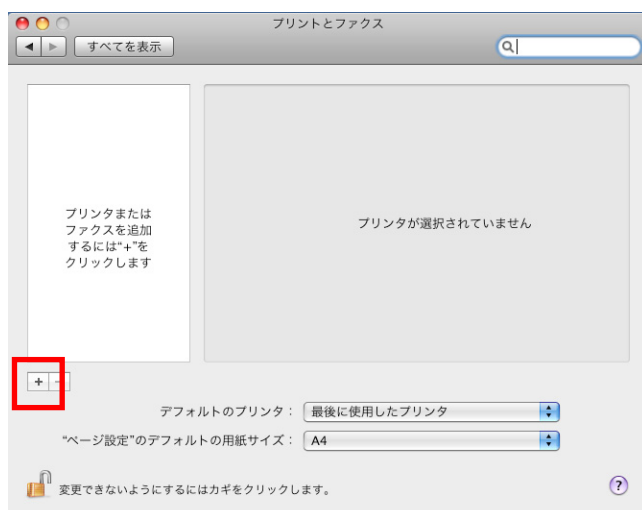 プリントとファクス
すべてを表示
プリンタまたは
ファクスを追加
するには“+”を
クリックします
プリンタが選択されていません
+ −
デフォルトのプリンタ： 最後に使用したプリンタ
“ページ設定”のデフォルトの用紙サイズ： A4
変更できないようにするにはカギをクリックします。
?